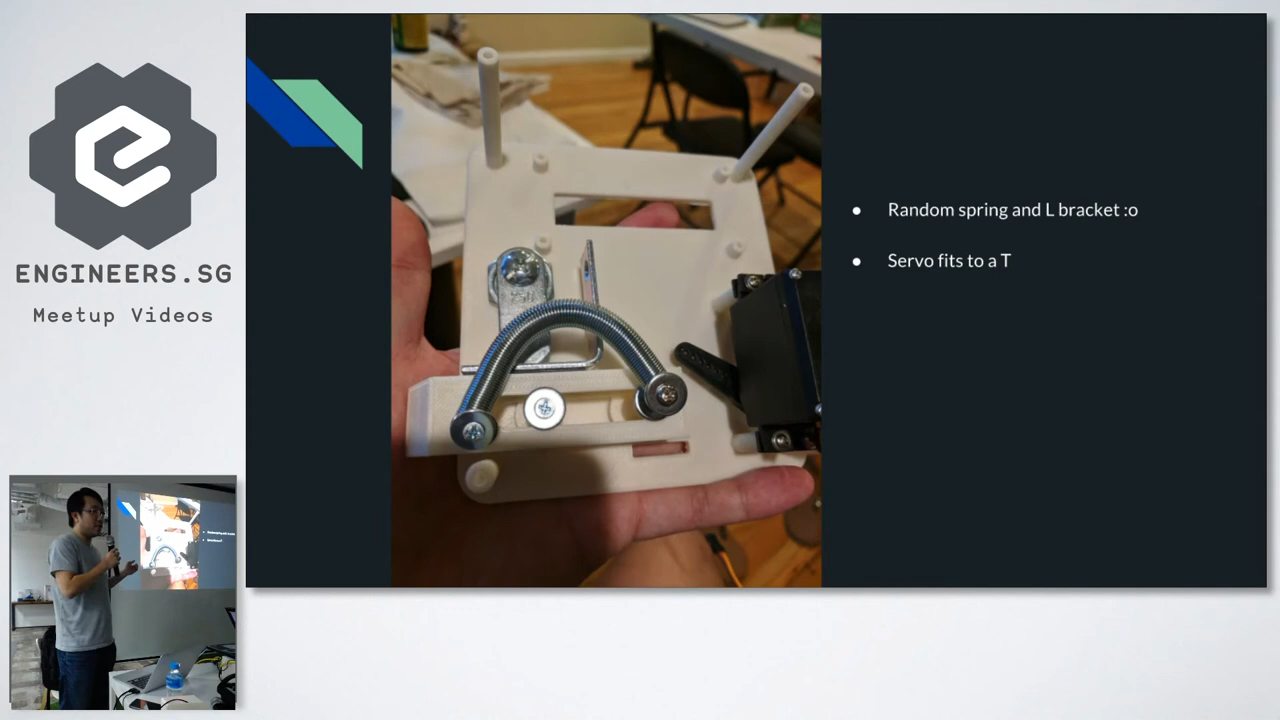 ENGINEERS.SG
Meetup Videos
● Random spring and L bracket :o
● Servo fits to a T